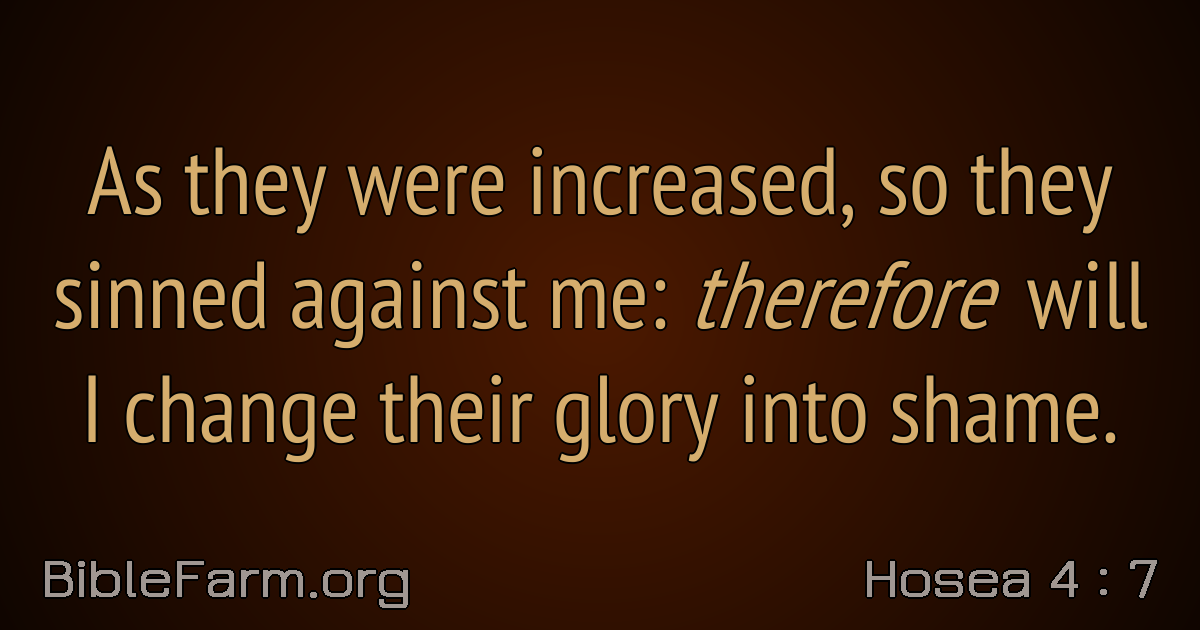 As they were increased, so they
sinned against me: therefore will
I change their glory into shame.
BibleFarm.org
Hosea 4 : 7